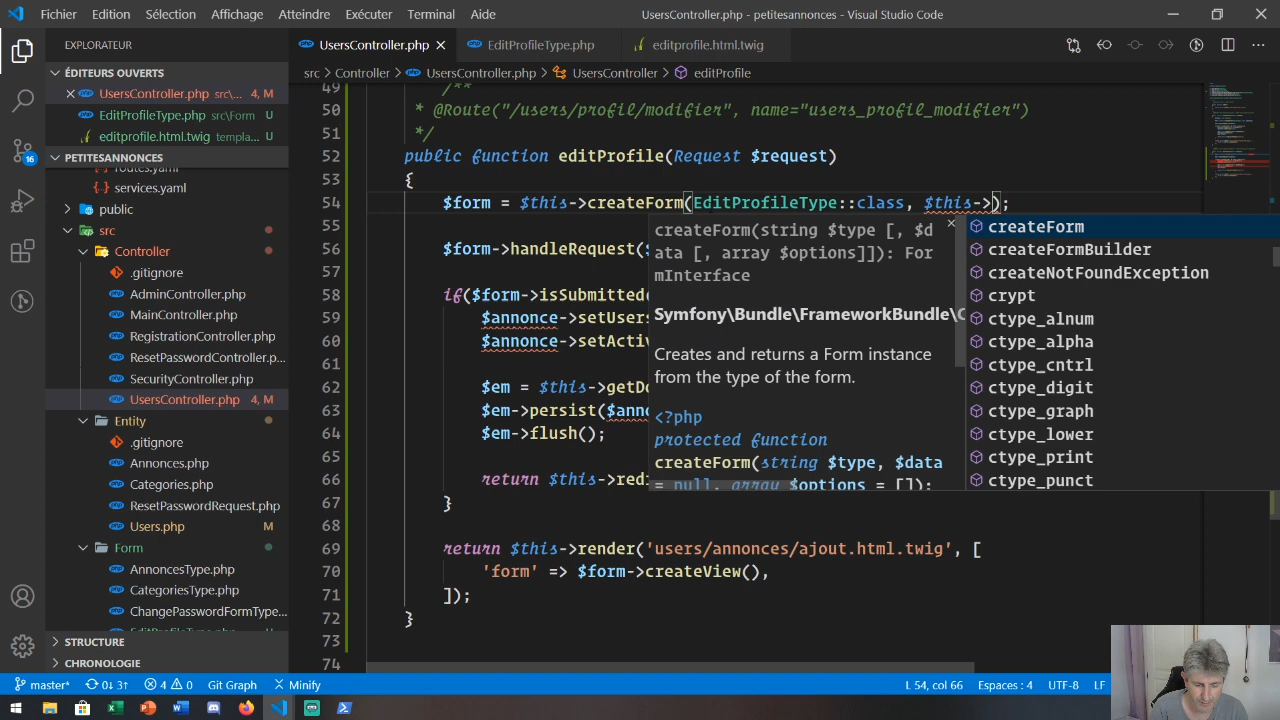 Fichier Edition Sélection Affichage Atteindre Exécuter Terminal Aide
UsersController.php - petitesannonces - Visual Studio Code
EXPLORATEUR
ÉDITEURS OUVERTS
UsersController.php src\... 4, M
EditProfileType.php src\Form U
editprofile.html.twig templa... U
PETITESANNONCES
routes.yaml
services.yaml
public
src
Controller
.gitignore
AdminController.php
MainController.php
RegistrationController.php
ResetPasswordController.p...
SecurityController.php
UsersController.php 4, M
Entity
.gitignore
Annonces.php
Categories.php
ResetPasswordRequest.php
Users.php M
Form
AnnoncesType.php
CategoriesType.php
ChangePasswordFormType...
EditProfileType.php U
STRUCTURE
CHRONOLOGIE
UsersController.php
EditProfileType.php
editprofile.html.twig
src > Controller > UsersController.php > UsersController > editProfile
49 /**
50 * @Route("/users/profil/modifier", name="users_profil_modifier")
51 */
52 public function editProfile(Request $request)
53 {
54 $form = $this->createForm(EditProfileType::class, $this->);
55
56 $form->handleRequest($
57
58 if($form->isSubmitted(
59 $annonce->setUsers
60 $annonce->setActiv
61
62 $em = $this->getDo
63 $em->persist($anno
64 $em->flush();
65
66 return $this->redi
67 }
68
69 return $this->render('users/annonces/ajout.html.twig', [
70 'form' => $form->createView(),
71 ]);
72 }
73
74
createForm(string $type [, $d
ata [, array $options]]): For
mInterface
Symfony\Bundle\FrameworkBundle\C
Creates and returns a Form instance
from the type of the form.
<?php
protected function
createForm(string $type, $data
= null, array $options = []);
createForm
createFormBuilder
createNotFoundException
crypt
ctype_alnum
ctype_alpha
ctype_cntrl
ctype_digit
ctype_graph
ctype_lower
ctype_print
ctype_punct
16
master* 0↓ 3↑ 4 0 Git Graph Minify
L 54, col 66 Espaces : 4 UTF-8 LF